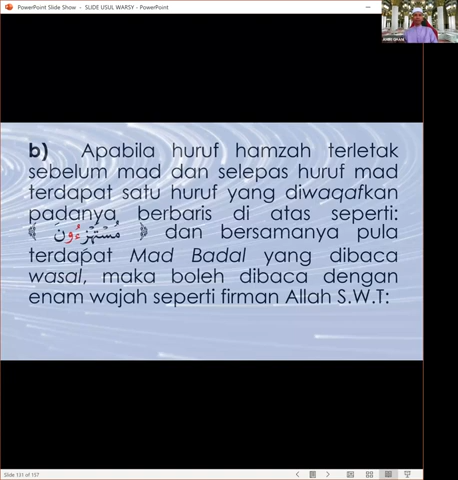 PowerPoint Slide Show - SLIDE USUL WARSY - PowerPoint
b) Apabila huruf hamzah terletak
sebelum mad dan selepas huruf mad
terdapat satu huruf yang diwaqafkan
padanya berbaris di atas seperti:
﴿ مُسْتَهْزِءُونَ ﴾ dan bersamanya pula
terdapat Mad Badal yang dibaca
wasal, maka boleh dibaca dengan
enam wajah seperti firman Allah S.W.T:
Slide 131 of 157